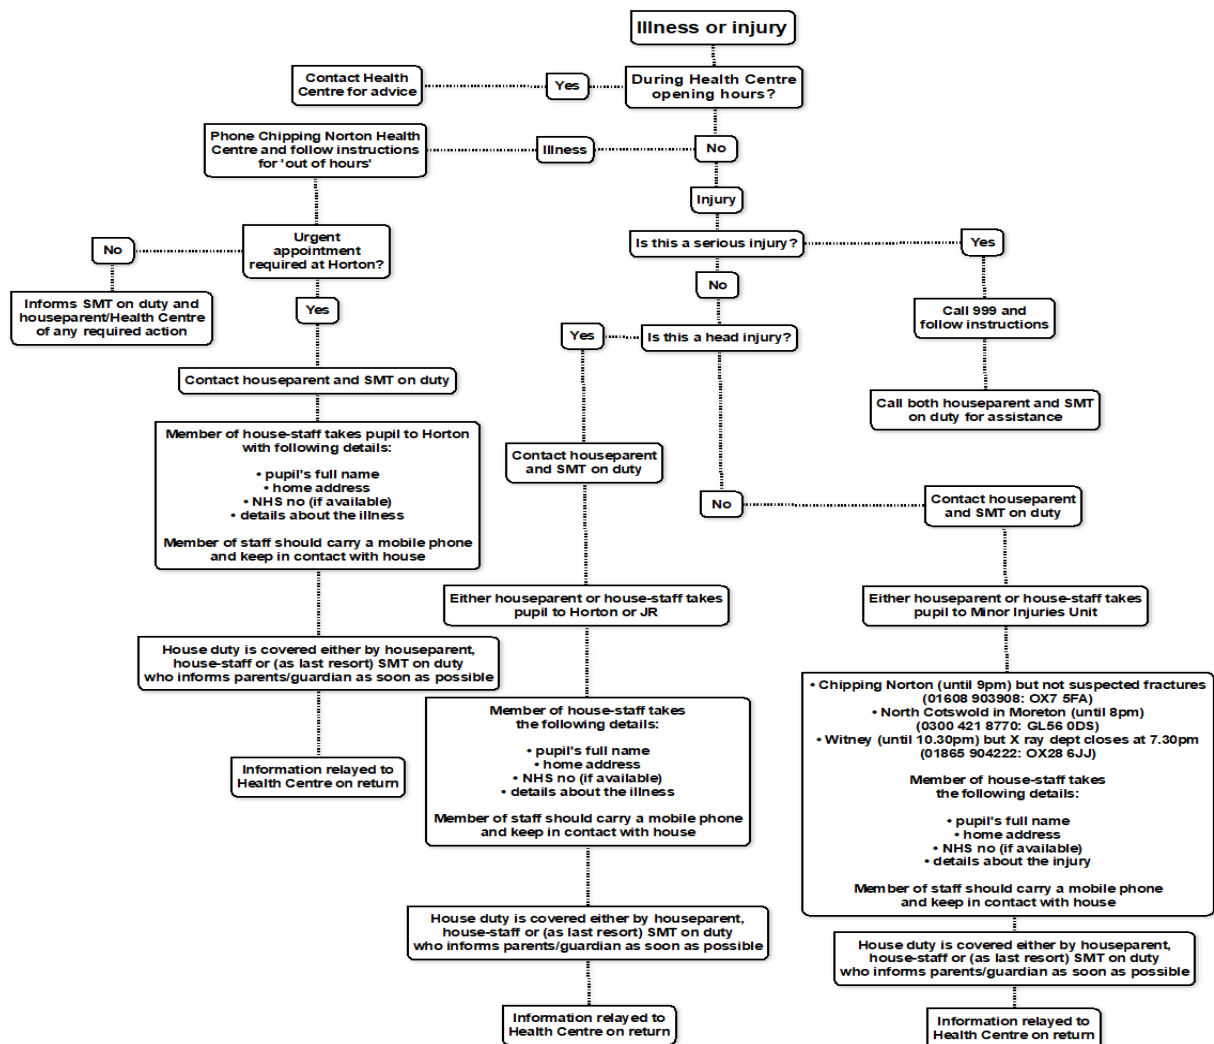 Illness or injury
During Health Centre
opening hours?
Yes
Contact Health
Centre for advice
No
Illness
Phone Chipping Norton Health
Centre and follow instructions
for 'out of hours'
Injury
Urgent
appointment
required at Horton?
No
Informs SMT on duty and
houseparent/Health Centre
of any required action
Yes
Contact houseparent and SMT on duty
Member of house-staff takes pupil to Horton
with following details:
• pupil's full name
• home address
• NHS no (if available)
• details about the illness
Member of staff should carry a mobile phone
and keep in contact with house
House duty is covered either by houseparent,
house-staff or (as last resort) SMT on duty
who informs parents/guardian as soon as possible
Information relayed to
Health Centre on return
Is this a serious injury?
Yes
Call 999 and
follow instructions
Call both houseparent and SMT
on duty for assistance
No
Is this a head injury?
Yes
Contact houseparent
and SMT on duty
Either houseparent or house-staff takes
pupil to Horton or JR
Member of house-staff takes
the following details:
• pupil's full name
• home address
• NHS no (if available)
• details about the illness
Member of staff should carry a mobile phone
and keep in contact with house
House duty is covered either by houseparent,
house-staff or (as last resort) SMT on duty
who informs parents/guardian as soon as possible
Information relayed to
Health Centre on return
No
Contact houseparent
and SMT on duty
Either houseparent or house-staff takes
pupil to Minor Injuries Unit
• Chipping Norton (until 9pm) but not suspected fractures
(01608 903908: OX7 5FA)
• North Cotswold in Moreton (until 8pm)
(0300 421 8770: GL56 0DS)
• Witney (until 10.30pm) but X ray dept closes at 7.30pm
(01865 904222: OX28 6JJ)
Member of house-staff takes
the following details:
• pupil's full name
• home address
• NHS no (if available)
• details about the injury
Member of staff should carry a mobile phone
and keep in contact with house
House duty is covered either by houseparent,
house-staff or (as last resort) SMT on duty
who informs parents/guardian as soon as possible
Information relayed to
Health Centre on return